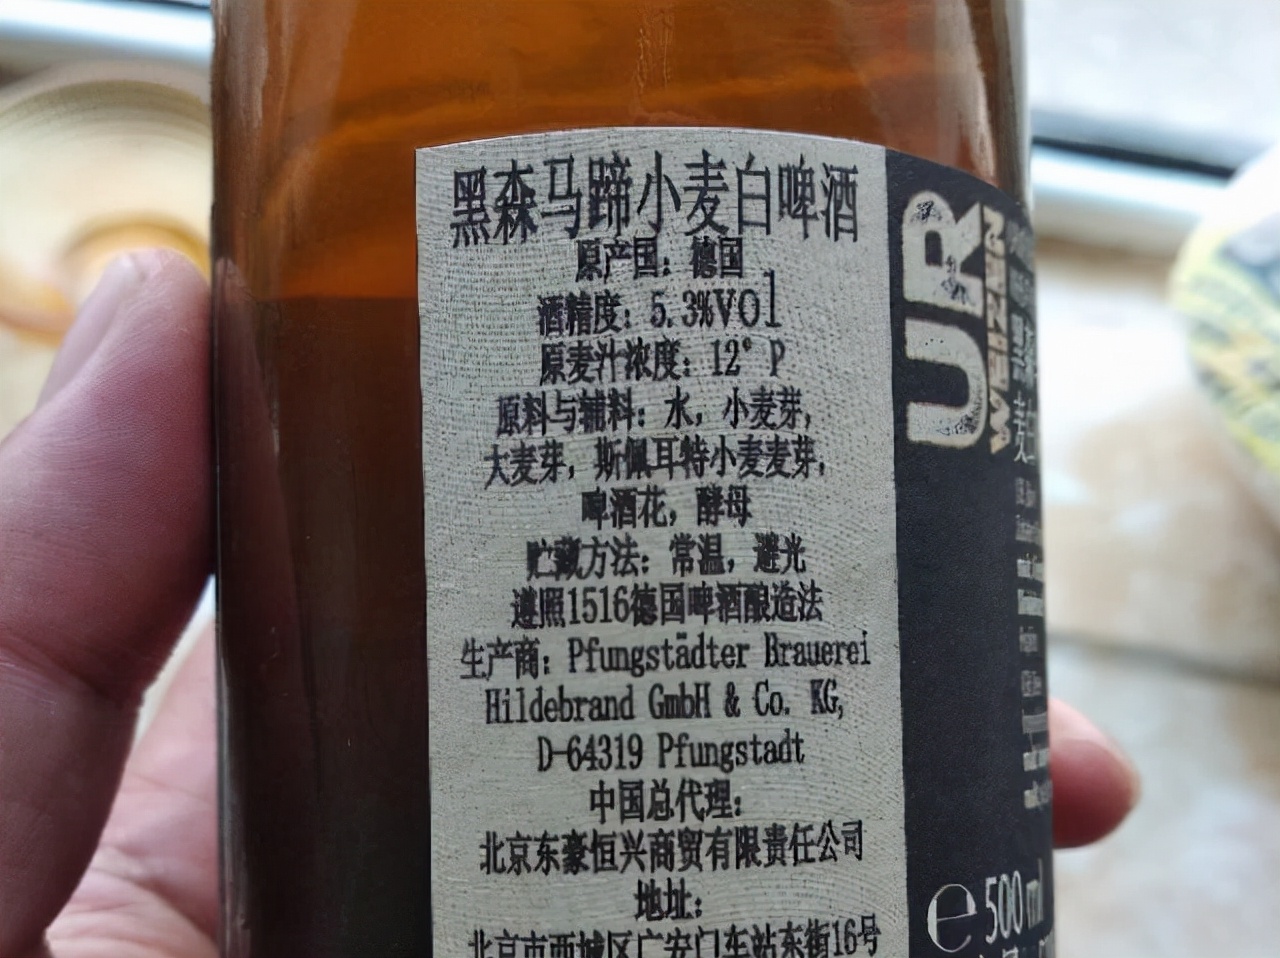 黑森马蹄小麦白啤酒
原产国：德国
酒精度：5.3%VOl
原麦汁浓度：12° P
原料与辅料：水，小麦芽，
大麦芽，斯佩耳特小麦麦芽，
啤酒花，酵母
贮藏方法：常温，避光
遵照1516德国啤酒酿造法
生产商：Pfungstädter Brauerei
Hildebrand GmbH & Co. KG,
D-64319 Pfungstadt
中国总代理：
北京东豪恒兴商贸有限责任公司
地址：
北京市西城区广安门车站东街16号
UR
WEIZEN
e 500 ml